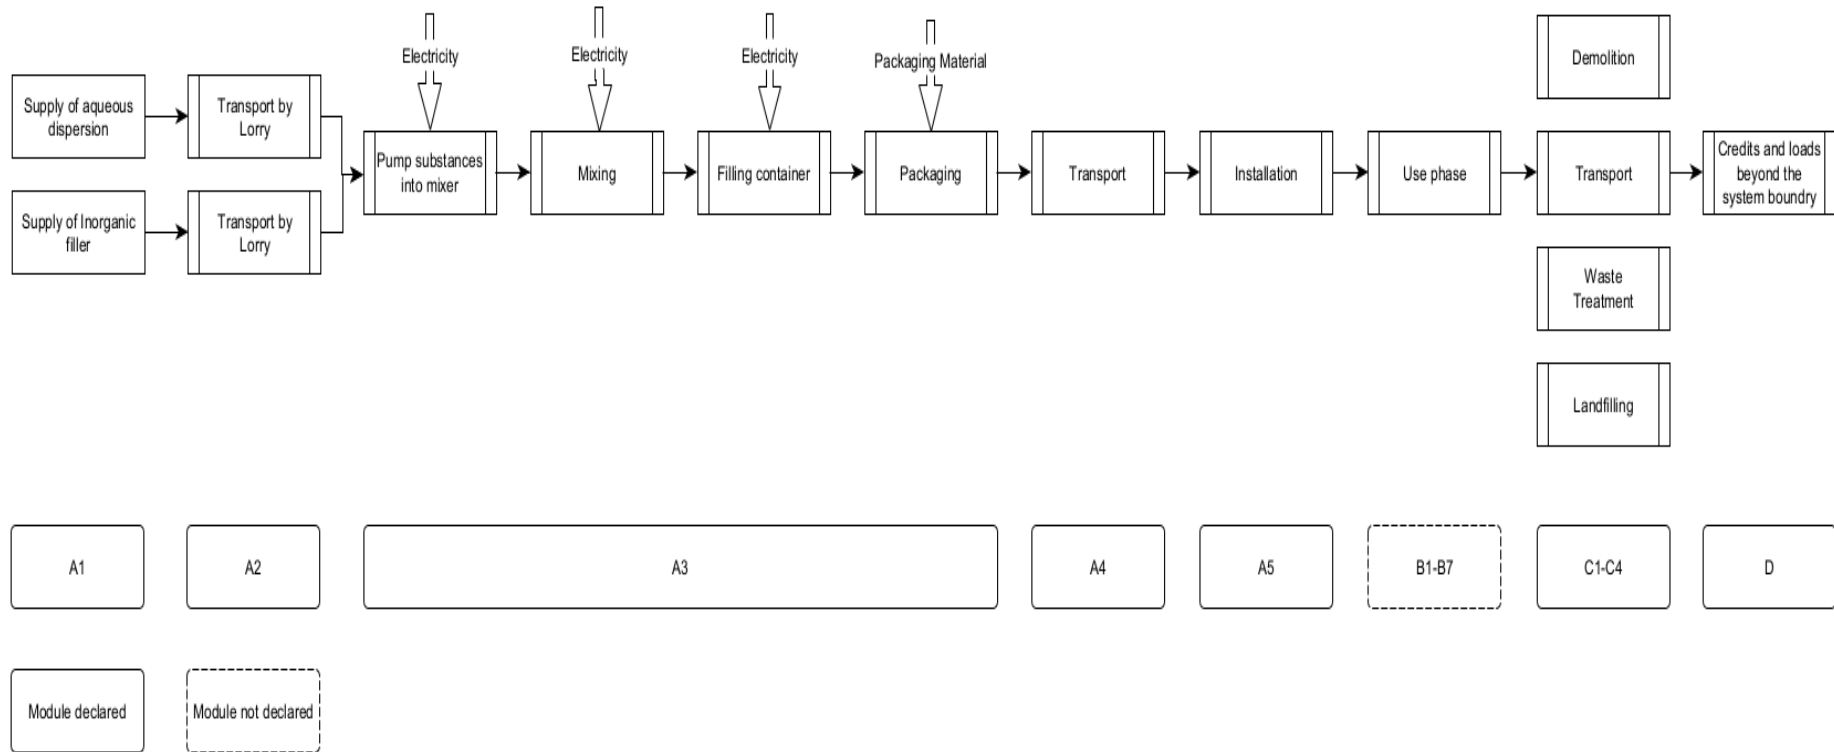 Electricity
Electricity
Electricity
Packaging Material
Supply of aqueous
dispersion
Transport by
Lorry
Supply of Inorganic
filler
Transport by
Lorry
Pump substances
into mixer
Mixing
Filling container
Packaging
Transport
Installation
Use phase
Demolition
Transport
Waste
Treatment
Landfilling
Credits and loads
beyond the
system boundry
A1
A2
A3
A4
A5
B1-B7
C1-C4
D
Module declared
Module not declared